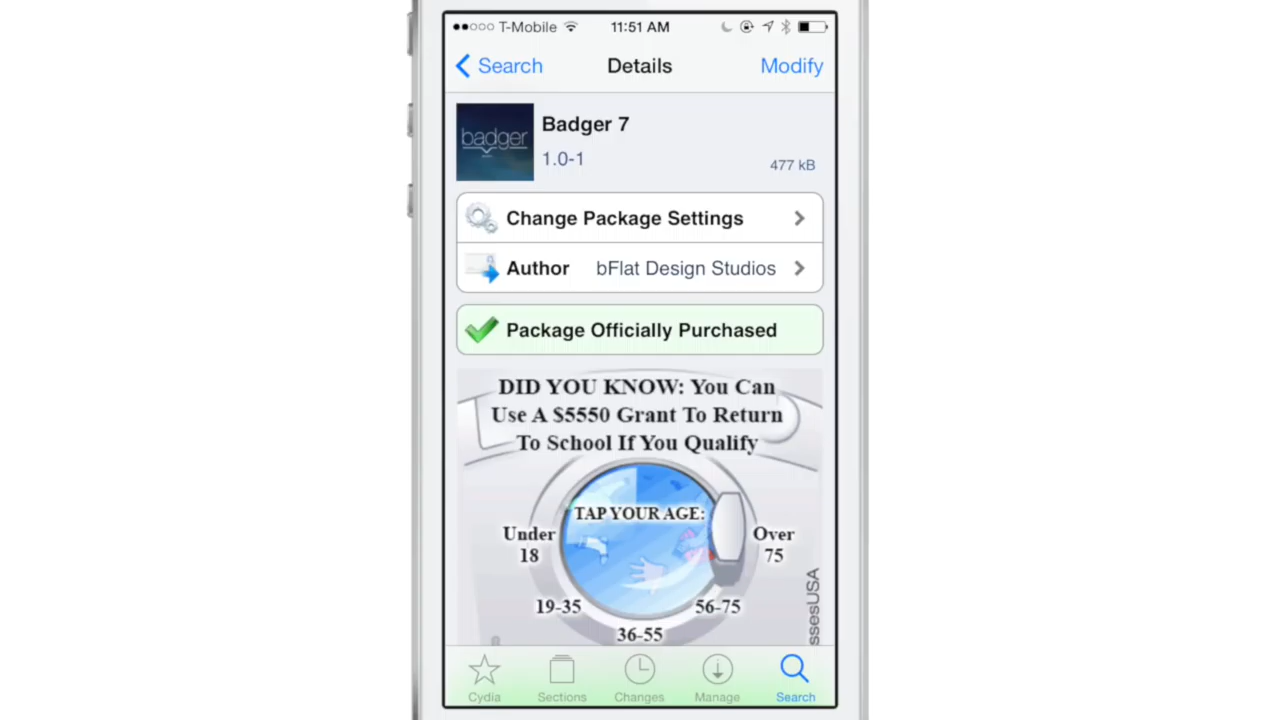 T-Mobile 11:51 AM
Search Details Modify
badger
Badger 7
1.0-1
477 kB
Change Package Settings
Author bFlat Design Studios
Package Officially Purchased
DID YOU KNOW: You Can
Use A $5550 Grant To Return
To School If You Qualify
TAP YOUR AGE:
Under
18
Over
75
19-35
56-75
36-55
ssesUSA
Cydia Sections Changes Manage Search